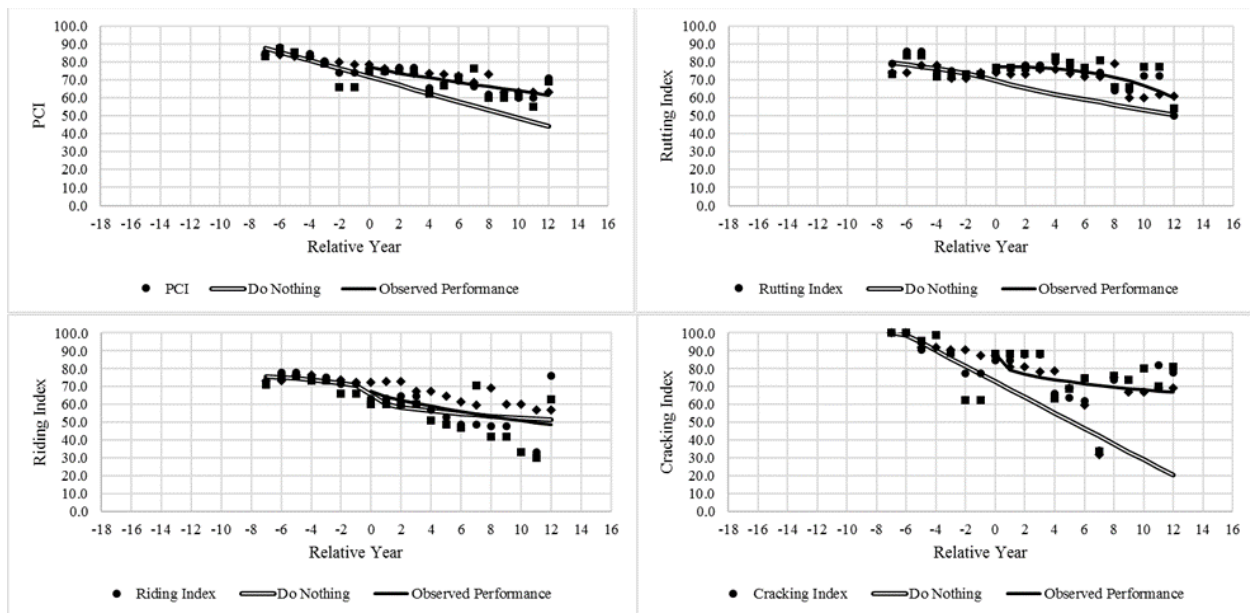 100.0
90.0
80.0
70.0
60.0
50.0
40.0
30.0
20.0
10.0
0.0
PCI
-18 -16 -14 -12 -10 -8 -6 -4 -2 0 2 4 6 8 10 12 14 16
Relative Year
PCI Do Nothing Observed Performance
100.0
90.0
80.0
70.0
60.0
50.0
40.0
30.0
20.0
10.0
0.0
Rutting Index
-18 -16 -14 -12 -10 -8 -6 -4 -2 0 2 4 6 8 10 12 14 16
Relative Year
Rutting Index Do Nothing Observed Performance
100.0
90.0
80.0
70.0
60.0
50.0
40.0
30.0
20.0
10.0
0.0
Riding Index
-18 -16 -14 -12 -10 -8 -6 -4 -2 0 2 4 6 8 10 12 14 16
Relative Year
Riding Index Do Nothing Observed Performance
100.0
90.0
80.0
70.0
60.0
50.0
40.0
30.0
20.0
10.0
0.0
Cracking Index
-18 -16 -14 -12 -10 -8 -6 -4 -2 0 2 4 6 8 10 12 14 16
Relative Year
Cracking Index Do Nothing Observed Performance